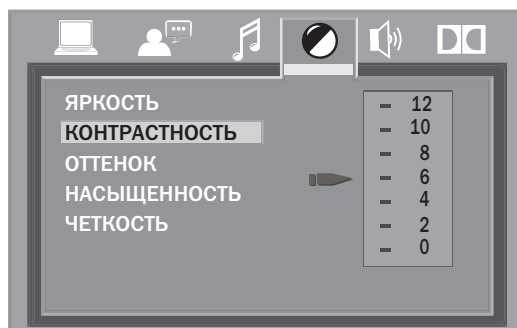 ЯРКОСТЬ
КОНТРАСТНОСТЬ
ОТТЕНОК
НАСЫЩЕННОСТЬ
ЧЕТКОСТЬ
– 12
– 10
– 8
– 6
– 4
– 2
– 0